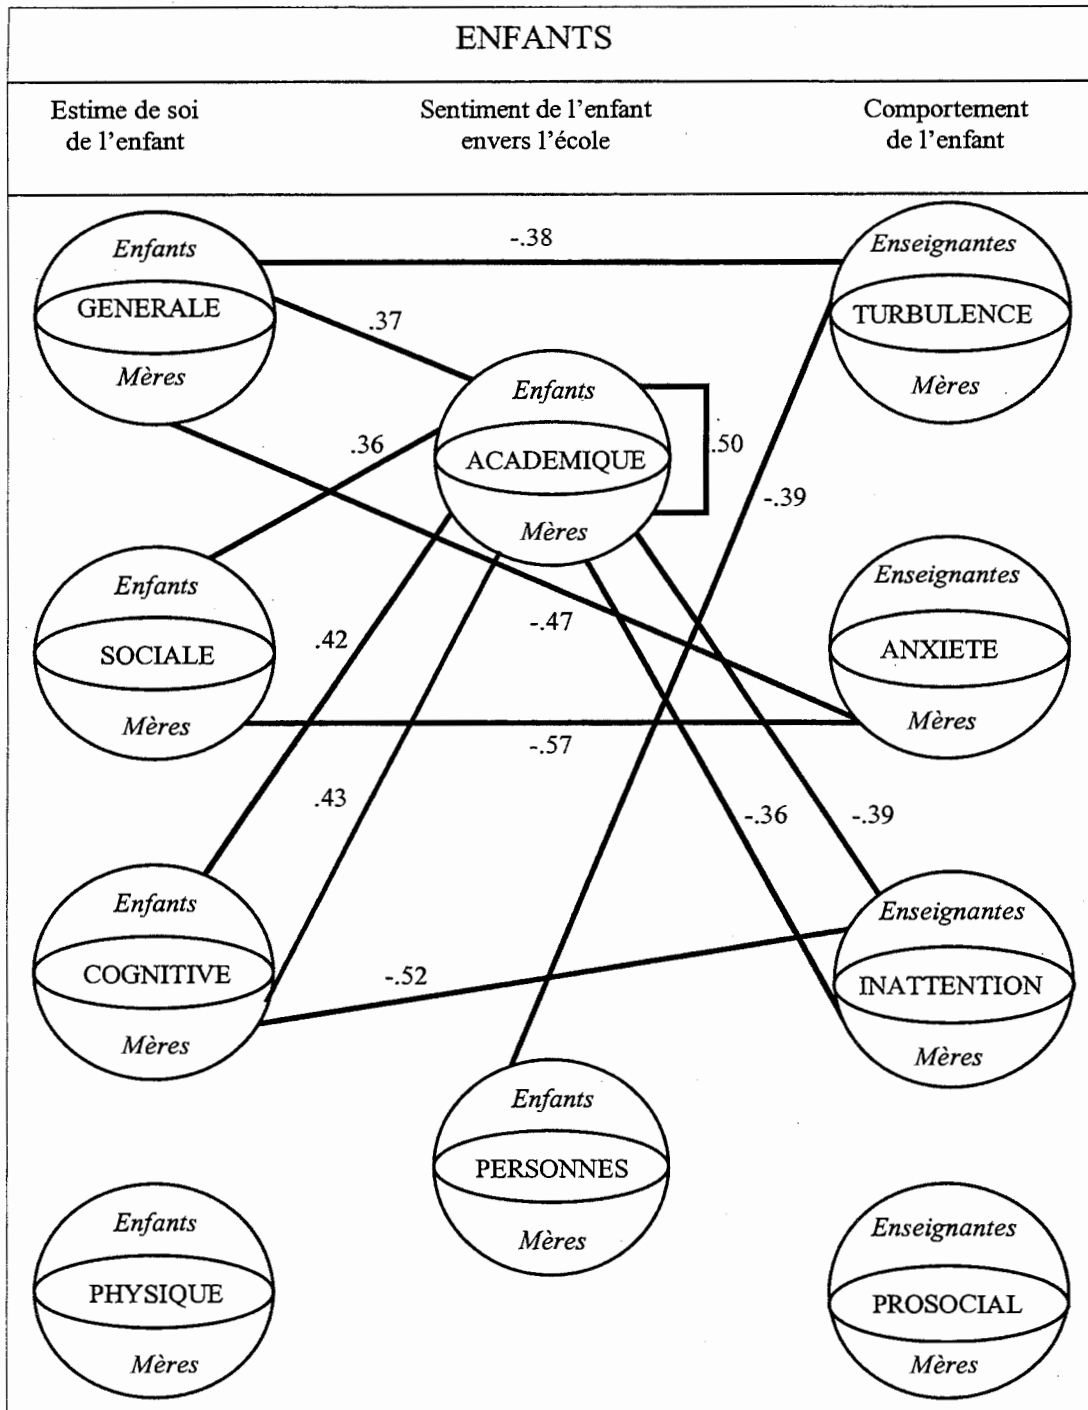 ENFANTS
Estime de soi
de l'enfant
Sentiment de l'enfant
envers l'école
Comportement
de l'enfant
Enfants
GENERALE
Mères
-.38
.37
Enseignantes
TURBULENCE
Mères
Enfants
ACADEMIQUE
Mères
.50
.36
-.39
Enfants
SOCIALE
Mères
.42
-.47
-.57
Enseignantes
ANXIETE
Mères
.43
-.36
-.39
Enfants
COGNITIVE
Mères
-.52
Enseignantes
INATTENTION
Mères
Enfants
PERSONNES
Mères
Enfants
PHYSIQUE
Mères
Enseignantes
PROSOCIAL
Mères